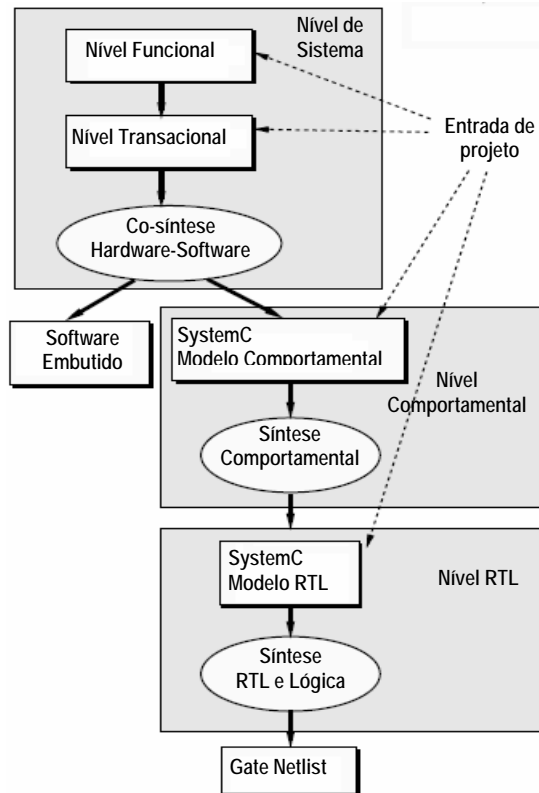 Nível de
Sistema
Nível Funcional
Nível Transacional
Entrada de
projeto
Co-síntese
Hardware-Software
Software
Embutido
SystemC
Modelo Comportamental
Nível
Comportamental
Síntese
Comportamental
SystemC
Modelo RTL
Nível RTL
Síntese
RTL e Lógica
Gate Netlist